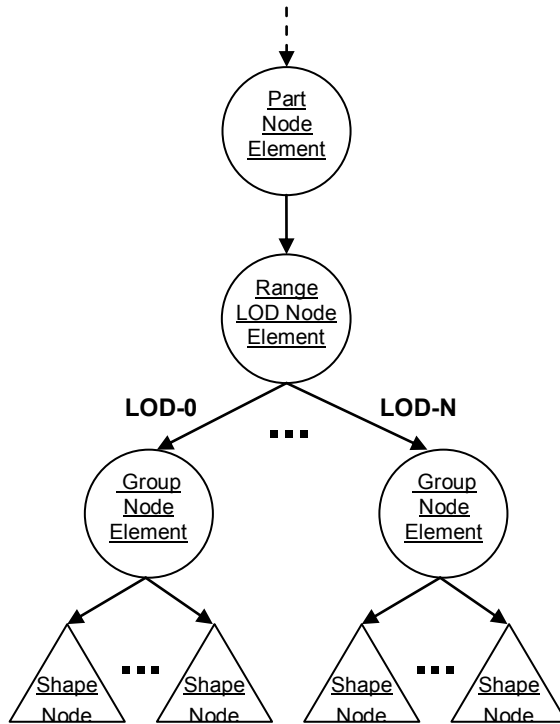 Part
Node
Element
Range
LOD Node
Element
LOD-0
LOD-N
...
Group
Node
Element
Group
Node
Element
...
...
Shape
Node
Shape
Node
Shape
Node
Shape
Node